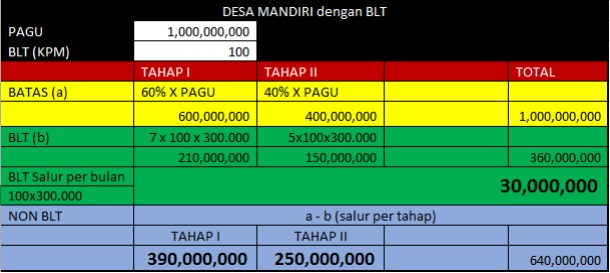 DESA MANDIRI dengan BLT
PAGU 1,000,000,000
BLT (KPM) 100
TAHAP I TAHAP II TOTAL
BATAS (a) 60% X PAGU 40% X PAGU
600,000,000 400,000,000 1,000,000,000
BLT (b) 7 x 100 x 300.000 5x100x300.000
210,000,000 150,000,000 360,000,000
BLT Salur per bulan 30,000,000
100x300.000
NON BLT a - b (salur per tahap)
TAHAP I TAHAP II
390,000,000 250,000,000 640,000,000